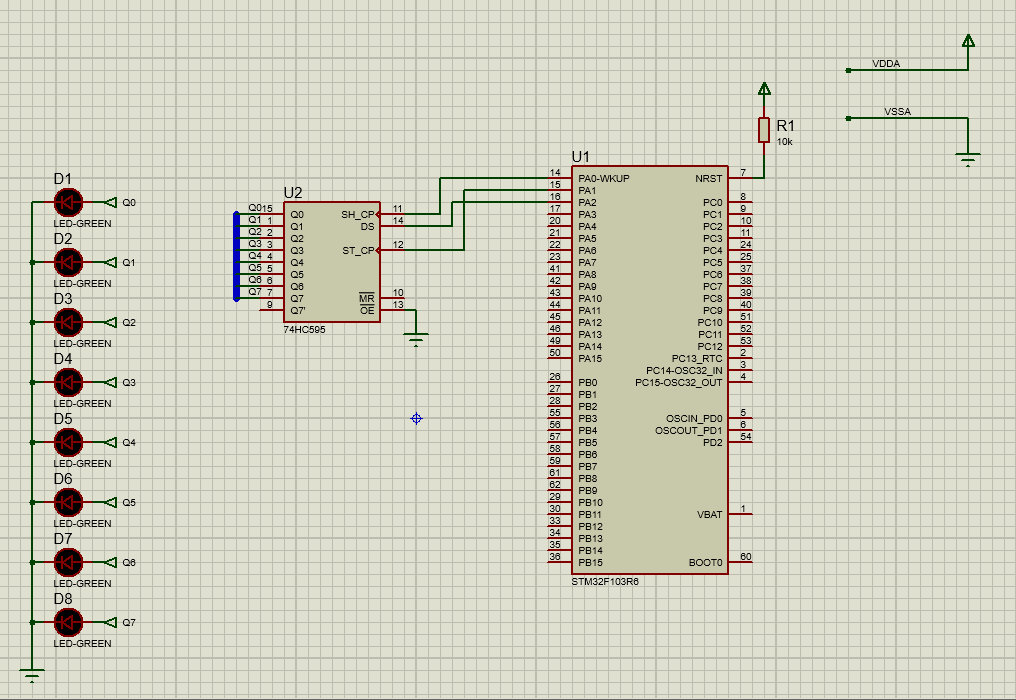 VDDA
VSSA
R1
10k
D1
Q0
LED-GREEN
D2
Q1
LED-GREEN
D3
Q2
LED-GREEN
D4
Q3
LED-GREEN
D5
Q4
LED-GREEN
D6
Q5
LED-GREEN
D7
Q6
LED-GREEN
D8
Q7
LED-GREEN
U2
Q0 15 Q0 SH_CP 11
Q1 1 Q1 DS 14
Q2 2 Q2
Q3 3 Q3 ST_CP 12
Q4 4 Q4
Q5 5 Q5
Q6 6 Q6
Q7 7 Q7 MR 10
9 Q7' OE 13
74HC595
U1
14 PA0-WKUP NRST 7
15 PA1
16 PA2 PC0 8
17 PA3 PC1 9
20 PA4 PC2 10
21 PA5 PC3 11
22 PA6 PC4 24
23 PA7 PC5 25
41 PA8 PC6 37
42 PA9 PC7 38
43 PA10 PC8 39
44 PA11 PC9 40
45 PA12 PC10 51
46 PA13 PC11 52
49 PA14 PC12 53
50 PA15 PC13_RTC 2
PC14-OSC32_IN 3
26 PB0 PC15-OSC32_OUT 4
27 PB1
28 PB2
55 PB3 OSCIN_PD0 5
56 PB4 OSCOUT_PD1 6
57 PB5 PD2 54
58 PB6
59 PB7
61 PB8
62 PB9
29 PB10
30 PB11 VBAT 1
33 PB12
34 PB13
35 PB14
36 PB15 BOOT0 60
STM32F103R6